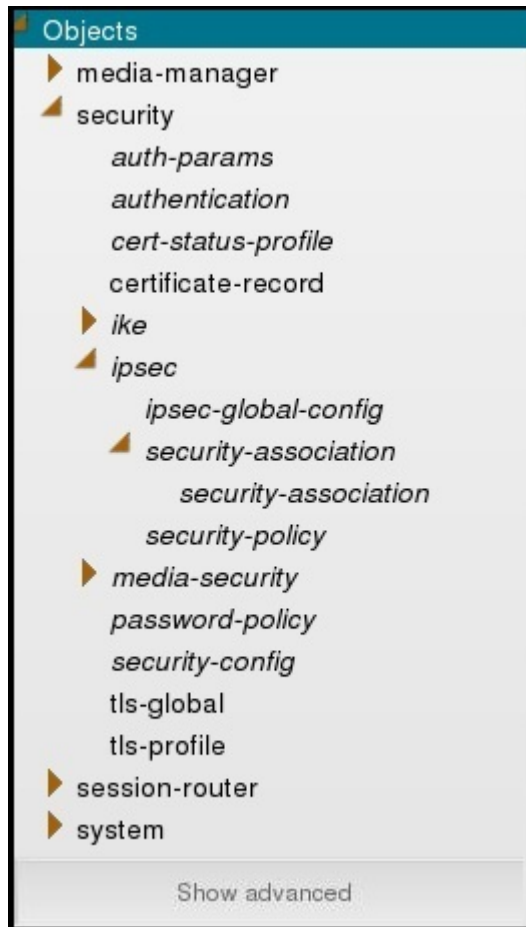 Objects
media-manager
security
auth-params
authentication
cert-status-profile
certificate-record
ike
ipsec
ipsec-global-config
security-association
security-association
security-policy
media-security
password-policy
security-config
tls-global
tls-profile
session-router
system
Show advanced